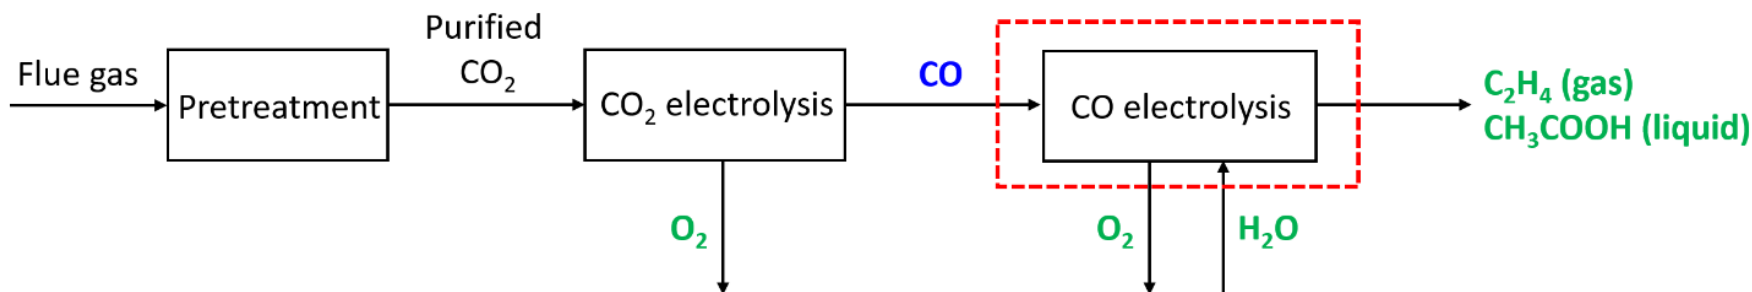 Flue gas
Pretreatment
Purified
CO₂
CO₂ electrolysis
O₂
CO
CO electrolysis
O₂
H₂O
C₂H₄ (gas)
CH₃COOH (liquid)